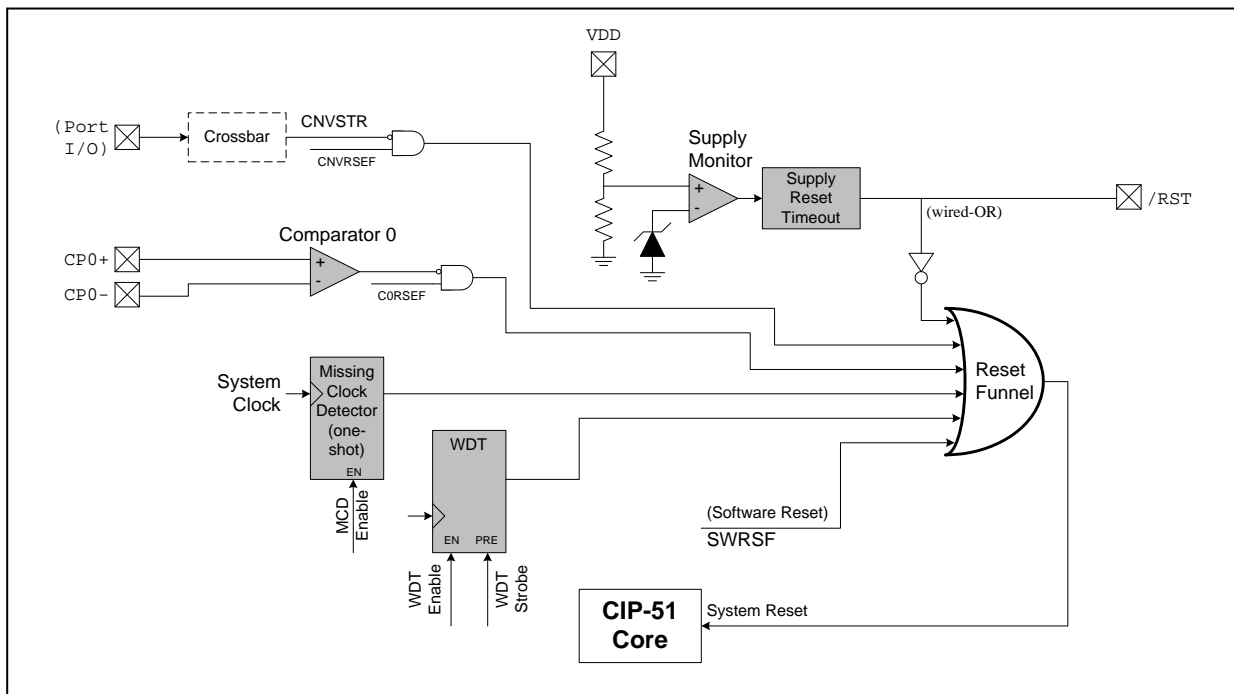 VDD
(Port
I/O)
Crossbar
CNVSTR
CNVRSEF
Supply
Monitor
+
-
Supply
Reset
Timeout
(wired-OR)
/RST
Comparator 0
CP0+
CP0-
+
-
C0RSEF
System
Clock
Missing
Clock
Detector
(one-
shot)
EN
MCD
Enable
WDT
EN
PRE
WDT
Enable
WDT
Strobe
Reset
Funnel
(Software Reset)
SWRSF
CIP-51
Core
System Reset